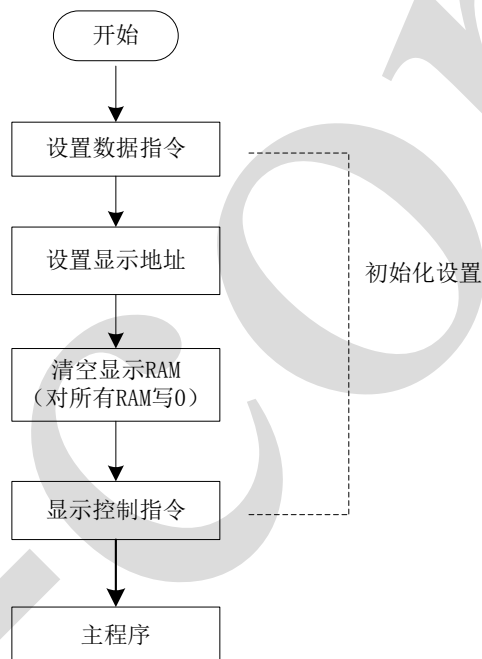 开始
设置数据指令
设置显示地址
初始化设置
清空显示RAM
（对所有RAM写0）
显示控制指令
主程序